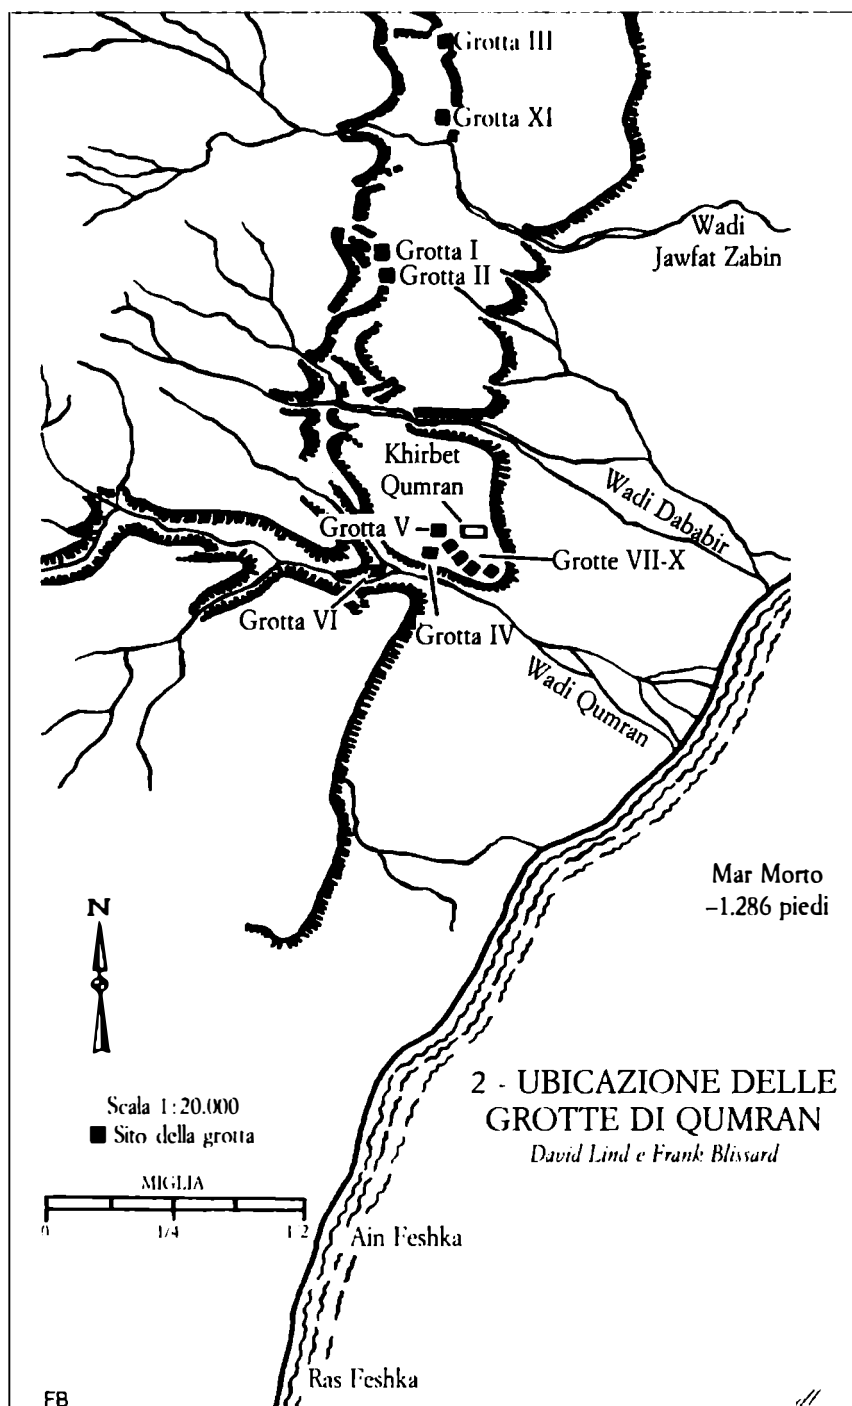 Grotta III
Grotta XI
Wadi
Jawfat Zabin
Grotta I
Grotta II
Khirbet
Qumran
Wadi Dababir
Grotta V
Grotte VII-X
Grotta VI
Grotta IV
Wadi Qumran
Mar Morto
–1.286 piedi
N
2 - UBICAZIONE DELLE
GROTTE DI QUMRAN
David Lind e Frank Blissard
Scala 1:20.000
Sito della grotta
MIGLIA
0 1/4 1/2
Ain Feshka
Ras Feshka
FB